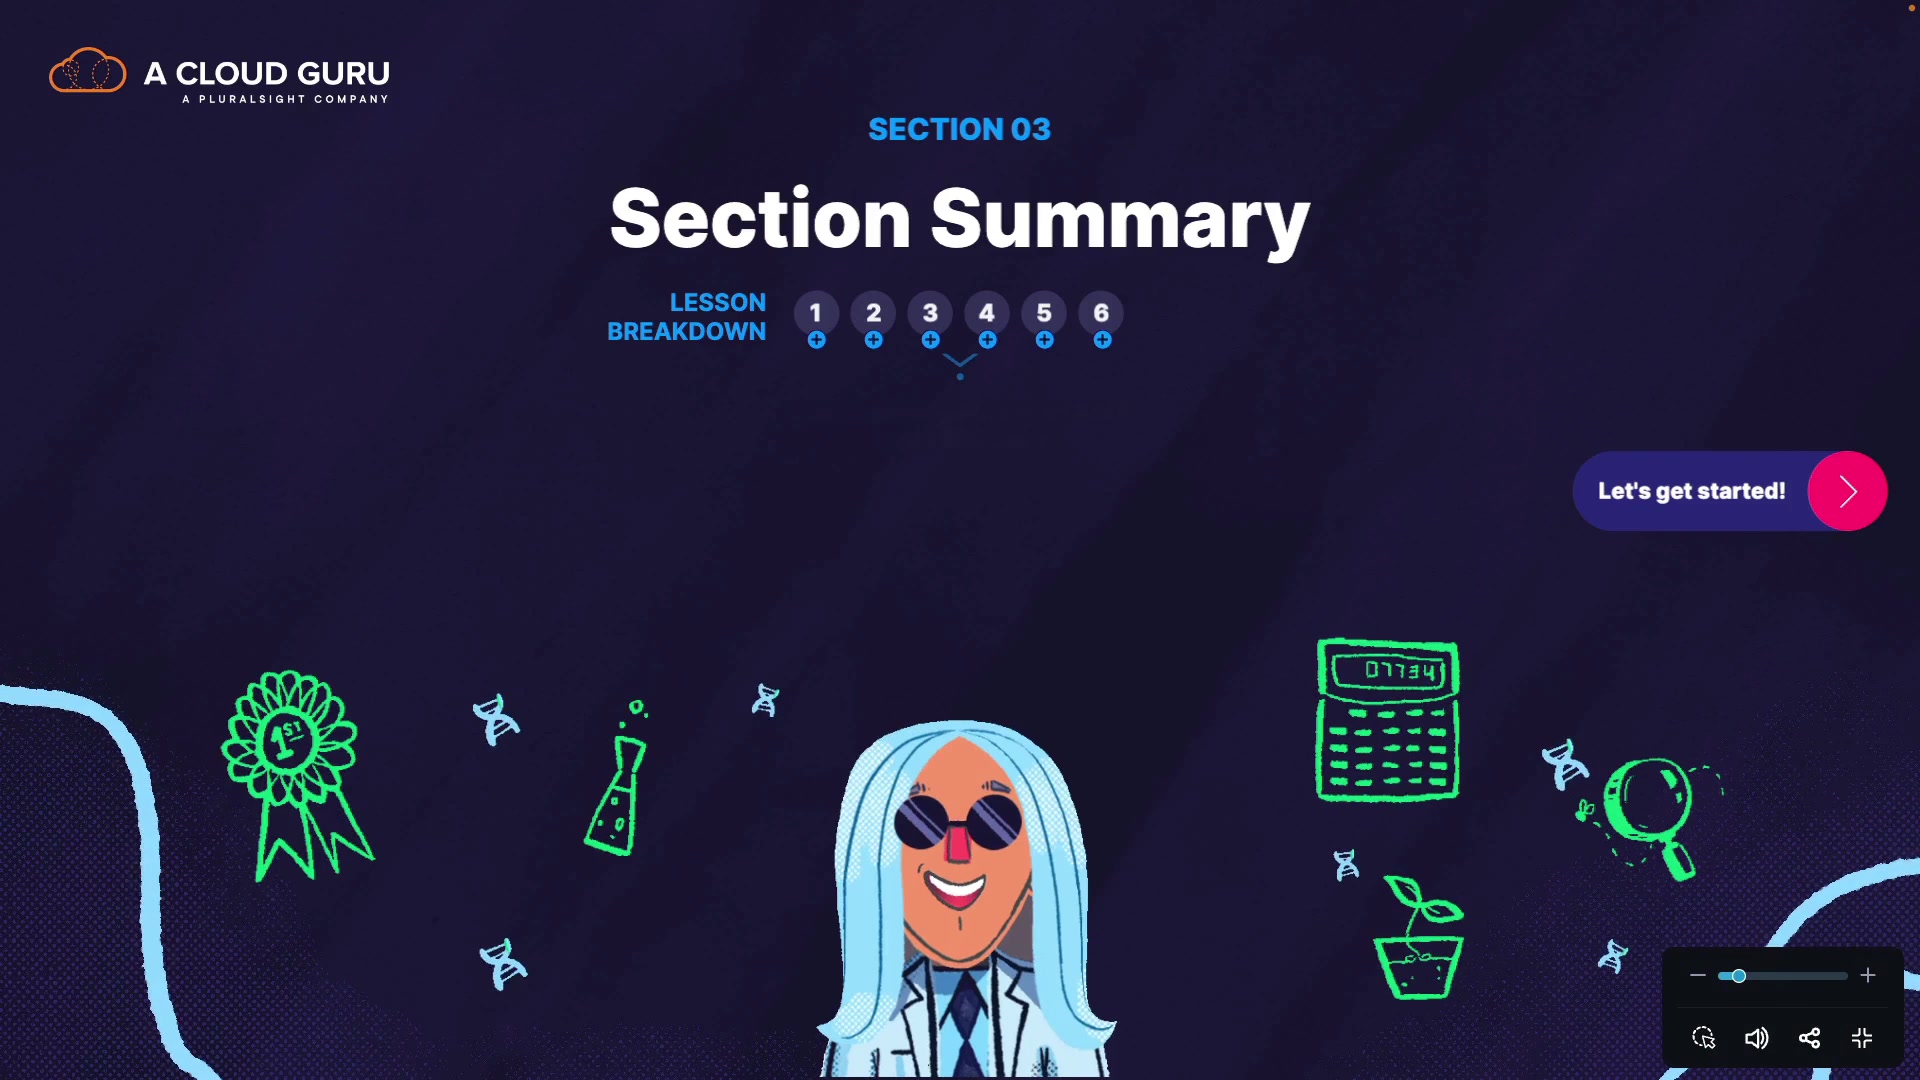 A CLOUD GURU
A PLURALSIGHT COMPANY
SECTION 03
Section Summary
LESSON
BREAKDOWN
1 2 3 4 5 6
Let's get started!
1ST
07734